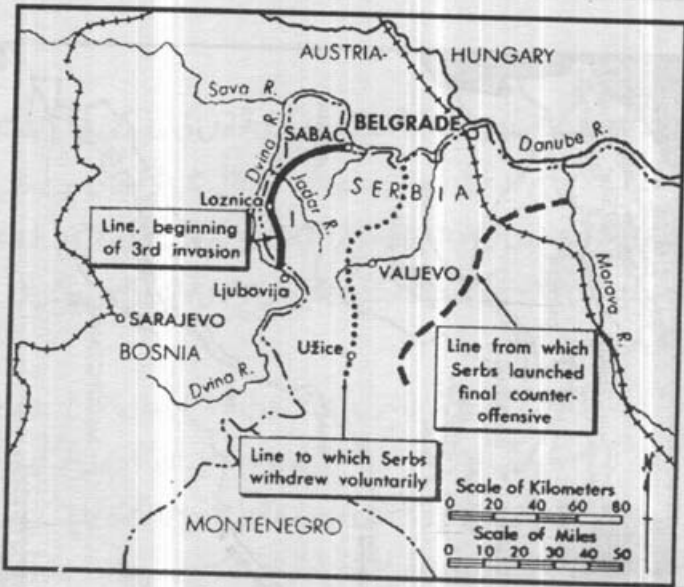 AUSTRIA-
HUNGARY
Sava R.
Dvina R.
SABAC
BELGRADE
Danube R.
SERBIA
Loznica
Jadar R.
I
Line, beginning
of 3rd invasion
Ljubovija
VALJEVO
Morava R.
SARAJEVO
BOSNIA
Užice
Line from which
Serbs launched
final counter-
offensive
Dvina R.
Line to which Serbs
withdrew voluntarily
N
Scale of Kilometers
0 20 40 60 80
Scale of Miles
0 10 20 30 40 50
MONTENEGRO